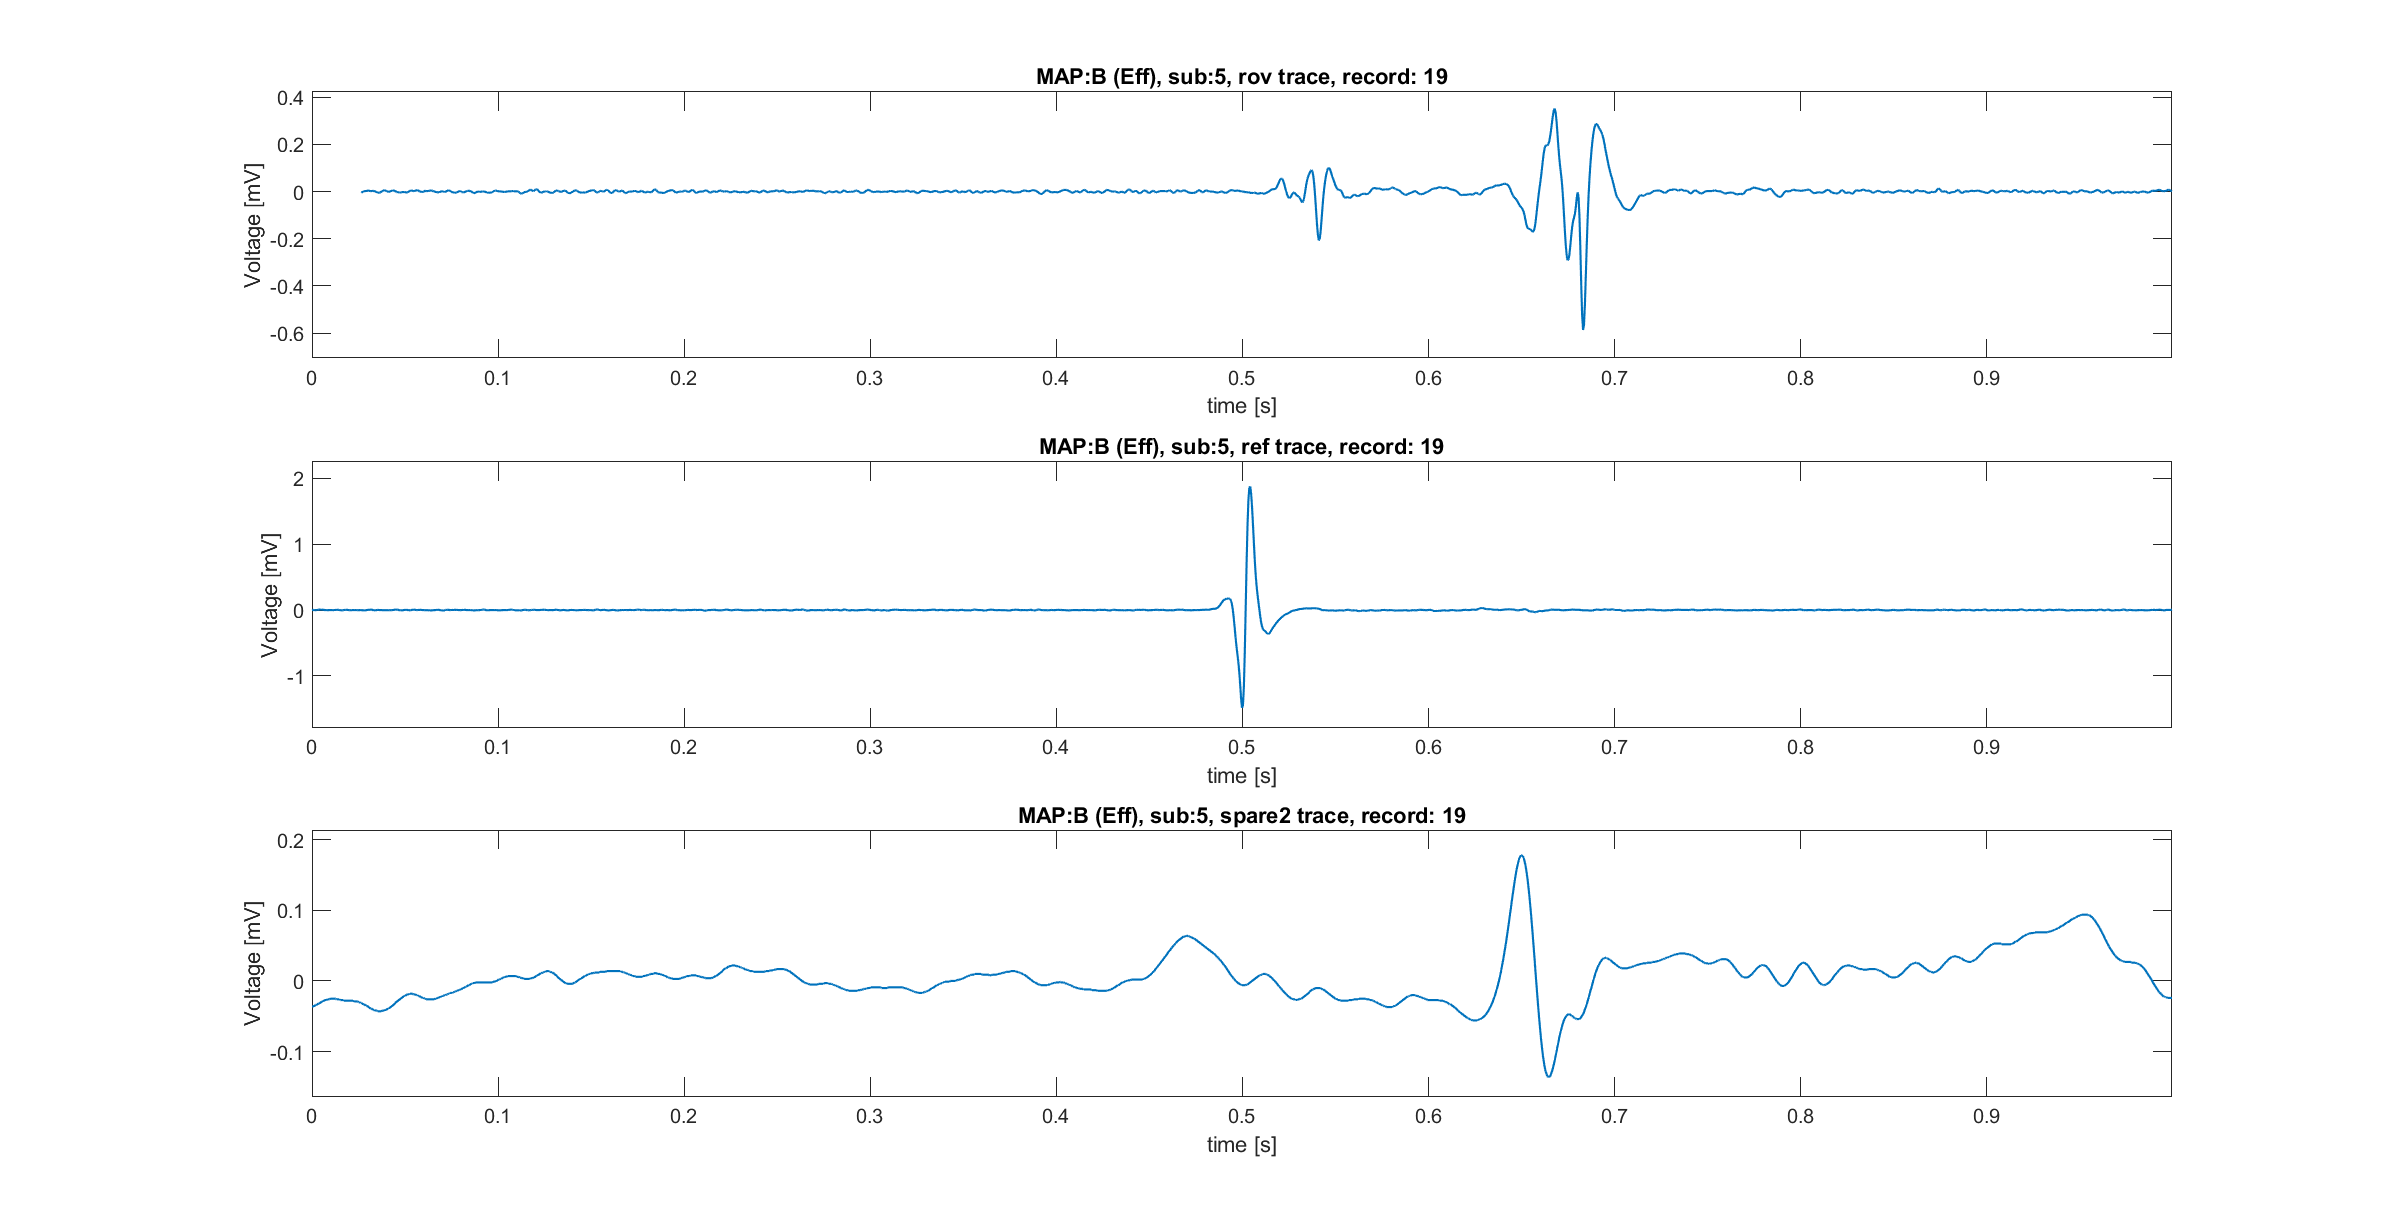 MAP:B (Eff), sub:5, rov trace, record: 19
0.4
0.2
0
-0.2
-0.4
-0.6
Voltage [mV]
0 0.1 0.2 0.3 0.4 0.5 0.6 0.7 0.8 0.9
time [s]
MAP:B (Eff), sub:5, ref trace, record: 19
2
1
0
-1
Voltage [mV]
0 0.1 0.2 0.3 0.4 0.5 0.6 0.7 0.8 0.9
time [s]
MAP:B (Eff), sub:5, spare2 trace, record: 19
0.2
0.1
0
-0.1
Voltage [mV]
0 0.1 0.2 0.3 0.4 0.5 0.6 0.7 0.8 0.9
time [s]